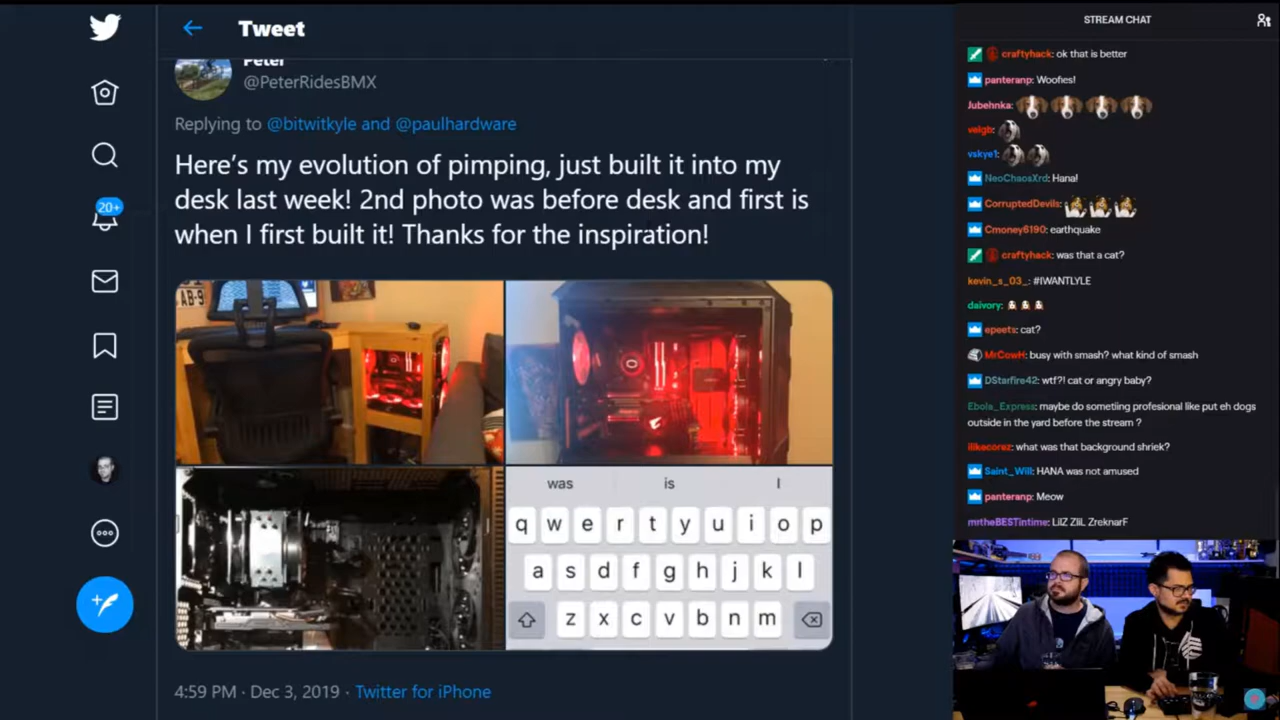 Tweet
Peter
@PeterRidesBMX
Replying to @bitwitkyle and @paulhardware
Here's my evolution of pimping, just built it into my
desk last week! 2nd photo was before desk and first is
when I first built it! Thanks for the inspiration!
20+
AB-9
was is I
q w e r t y u i o p
a s d f g h j k l
z x c v b n m
4:59 PM · Dec 3, 2019 · Twitter for iPhone
STREAM CHAT
craftyhack: ok that is better
panteranp: Woofies!
Jubehnka:
velgb:
vskye1:
NeoChaosXrd: Hana!
CorruptedDevils:
Cmoney6190: earthquake
craftyhack: was that a cat?
kevin_s_03_: #IWANTLYLE
daivory:
epeets: cat?
MrCowH: busy with smash? what kind of smash
DStarfire42: wtf?! cat or angry baby?
Ebola_Express: maybe do sometiing profesional like put eh dogs
outside in the yard before the stream ?
ilikecorez: what was that background shriek?
Saint_Will: HANA was not amused
panteranp: Meow
mrtheBESTintime: LilZ ZliL ZreknarF